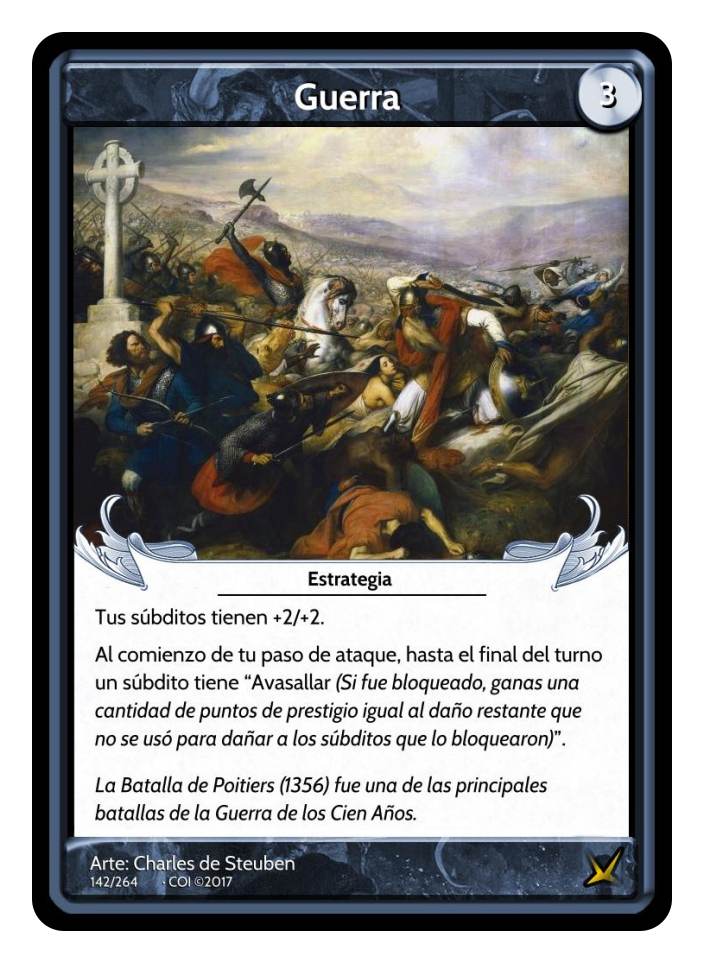 Guerra
3
Estrategia
Tus súbditos tienen +2/+2.
Al comienzo de tu paso de ataque, hasta el final del turno
un súbdito tiene “Avasallar (Si fue bloqueado, ganas una
cantidad de puntos de prestigio igual al daño restante que
no se usó para dañar a los súbditos que lo bloquearon)”.
La Batalla de Poitiers (1356) fue una de las principales
batallas de la Guerra de los Cien Años.
Arte: Charles de Steuben
142/264 · COI ©2017